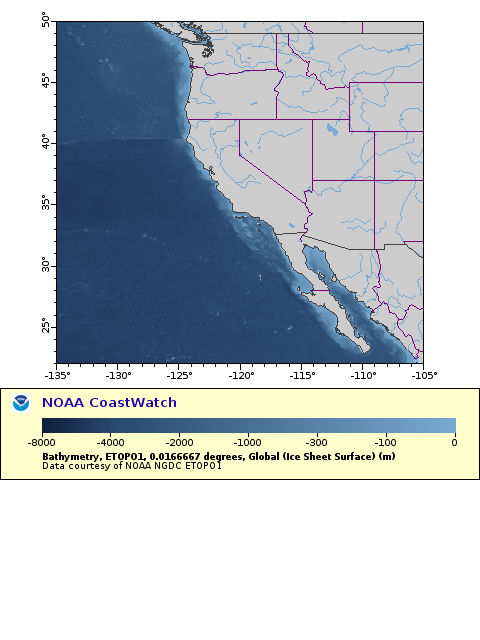 50°
45°
40°
35°
30°
25°
-135° -130° -125° -120° -115° -110° -105°
NOAA CoastWatch
-8000 -4000 -2000 -1000 -300 -100 0
Bathymetry, ETOPO1, 0.0166667 degrees, Global (Ice Sheet Surface) (m)
Data courtesy of NOAA NGDC ETOPO1